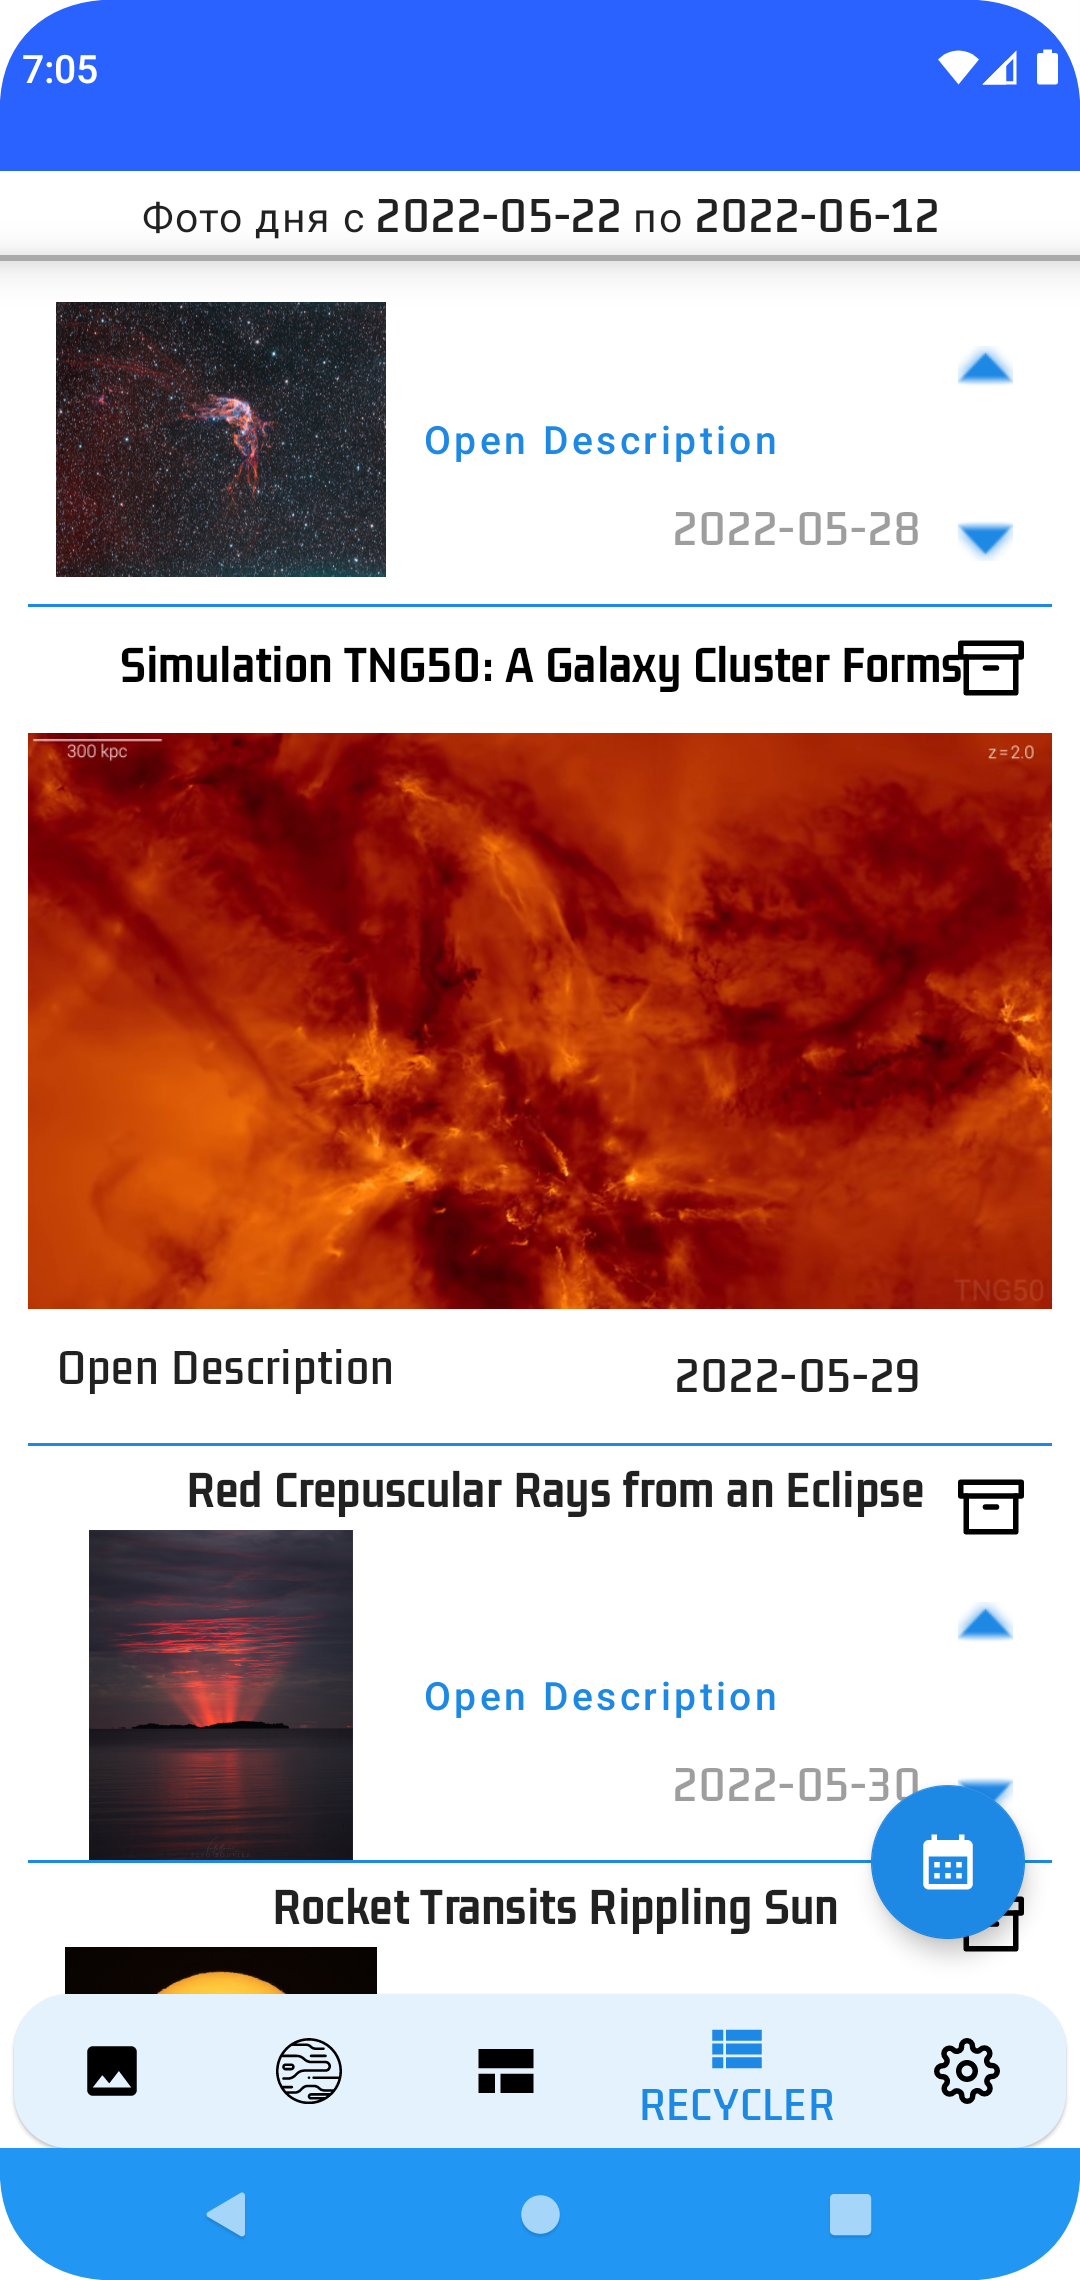 7:05
Фото дня с 2022-05-22 по 2022-06-12
Open Description
2022-05-28
Simulation TNG50: A Galaxy Cluster Forms
300 kpc
z=2.0
TNG50
Open Description
2022-05-29
Red Crepuscular Rays from an Eclipse
Open Description
2022-05-30
Rocket Transits Rippling Sun
RECYCLER